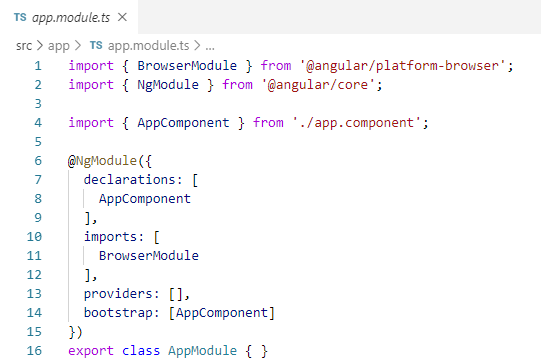 TS app.module.ts ×
src > app > TS app.module.ts > ...
1 import { BrowserModule } from '@angular/platform-browser';
2 import { NgModule } from '@angular/core';
3
4 import { AppComponent } from './app.component';
5
6 @NgModule({
7 declarations: [
8 AppComponent
9 ],
10 imports: [
11 BrowserModule
12 ],
13 providers: [],
14 bootstrap: [AppComponent]
15 })
16 export class AppModule { }